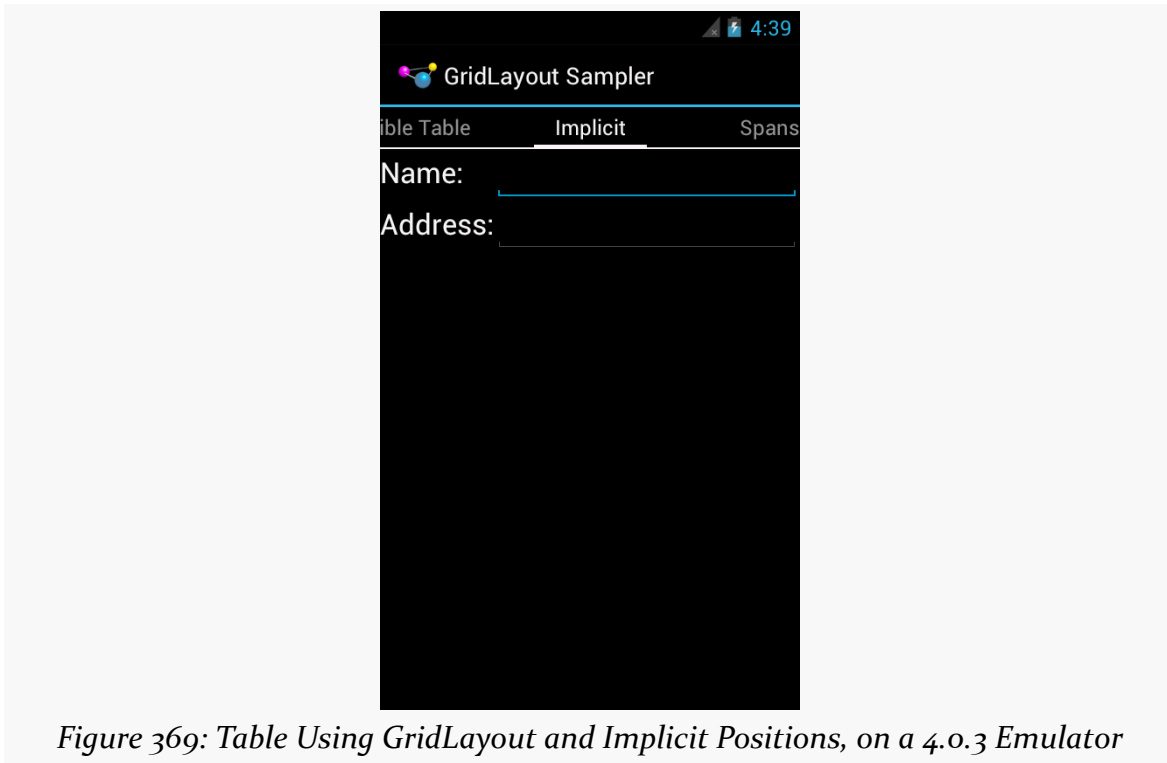 4:39
GridLayout Sampler
ible Table Implicit Spans
Name:
Address:
Figure 369: Table Using GridLayout and Implicit Positions, on a 4.0.3 Emulator